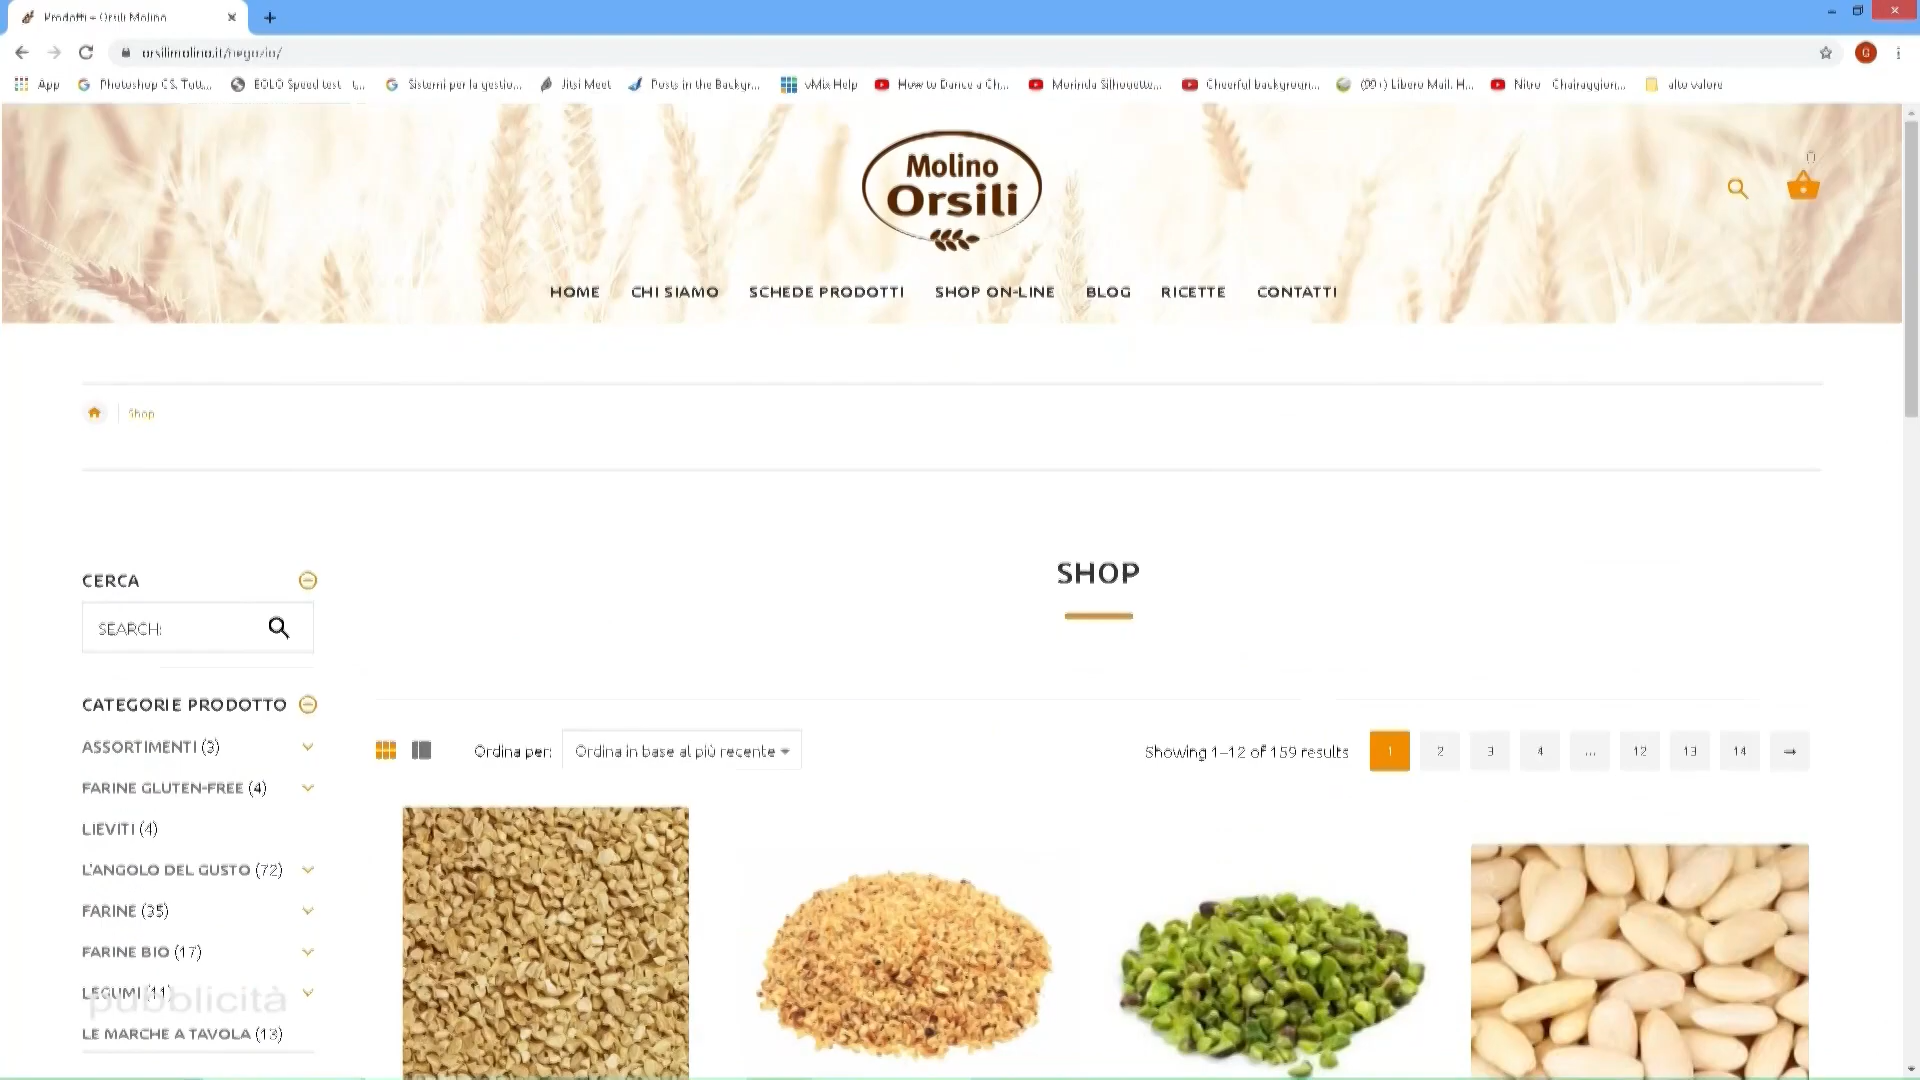 Prodotti – Orsili Molino
orsilimolino.it/negozio/
App
Photoshop CS, Tut...
EOLO Speed test
Sistemi per la gestio...
Jitsi Meet
Posts in the Backgr...
vMix Help
How to Dance a Ch...
Morinda Silhouette...
Cheerful backgroun...
Libero Mail. H...
Nitro
alto valore
Molino
Orsili
0
HOME
CHI SIAMO
SCHEDE PRODOTTI
SHOP ON-LINE
BLOG
RICETTE
CONTATTI
Shop
SHOP
CERCA
SEARCH:
CATEGORIE PRODOTTO
ASSORTIMENTI (3)
FARINE GLUTEN-FREE (4)
LIEVITI (4)
L'ANGOLO DEL GUSTO (72)
FARINE (35)
FARINE BIO (17)
LEGUMI (11)
pubblicità
LE MARCHE A TAVOLA (13)
Ordina per: Ordina in base al più recente
Showing 1–12 of 159 results
1 2 3 4 ... 12 13 14 →